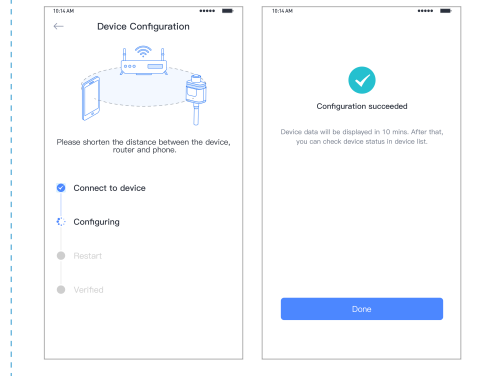 10:14 AM
Device Configuration
Please shorten the distance between the device,
router and phone.
Connect to device
Configuring
Restart
Verified
10:14 AM
Configuration succeeded
Device data will be displayed in 10 mins. After that,
you can check device status in device list.
Done